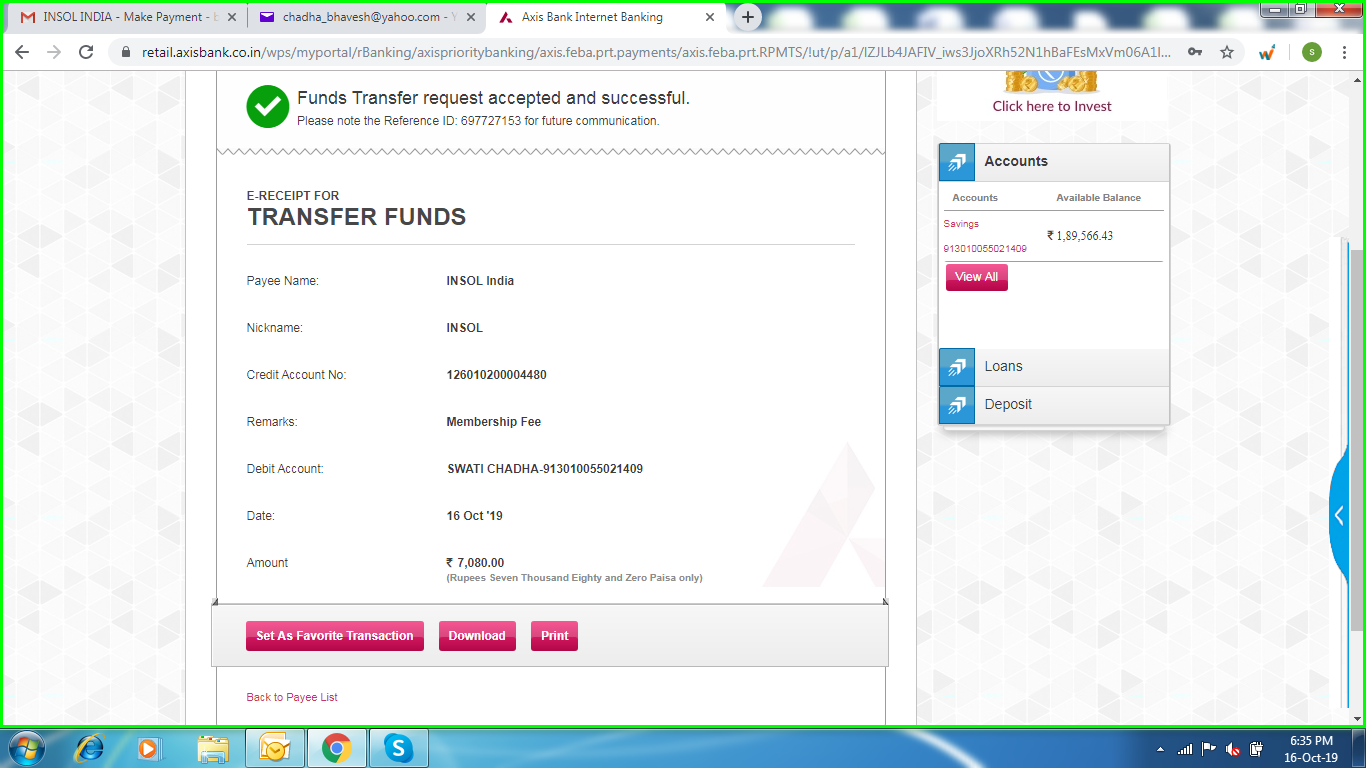 INSOL INDIA - Make Payment - b
chadha_bhavesh@yahoo.com - Y
Axis Bank Internet Banking
retail.axisbank.co.in/wps/myportal/rBanking/axisprioritybanking/axis.feba.prt.payments/axis.feba.prt.RPMTS/!ut/p/a1/lZJLb4JAFIV_iws3JjoXRh52N1hBaFEsMxVm06A1l...
S
Funds Transfer request accepted and successful.
Please note the Reference ID: 697727153 for future communication.
E-RECEIPT FOR
TRANSFER FUNDS
Payee Name: INSOL India
Nickname: INSOL
Credit Account No: 126010200004480
Remarks: Membership Fee
Debit Account: SWATI CHADHA-913010055021409
Date: 16 Oct '19
Amount ₹ 7,080.00
(Rupees Seven Thousand Eighty and Zero Paisa only)
Set As Favorite Transaction Download Print
Back to Payee List
Click here to Invest
Accounts
Accounts Available Balance
Savings
913010055021409 ₹ 1,89,566.43
View All
Loans
Deposit
6:35 PM
16-Oct-19